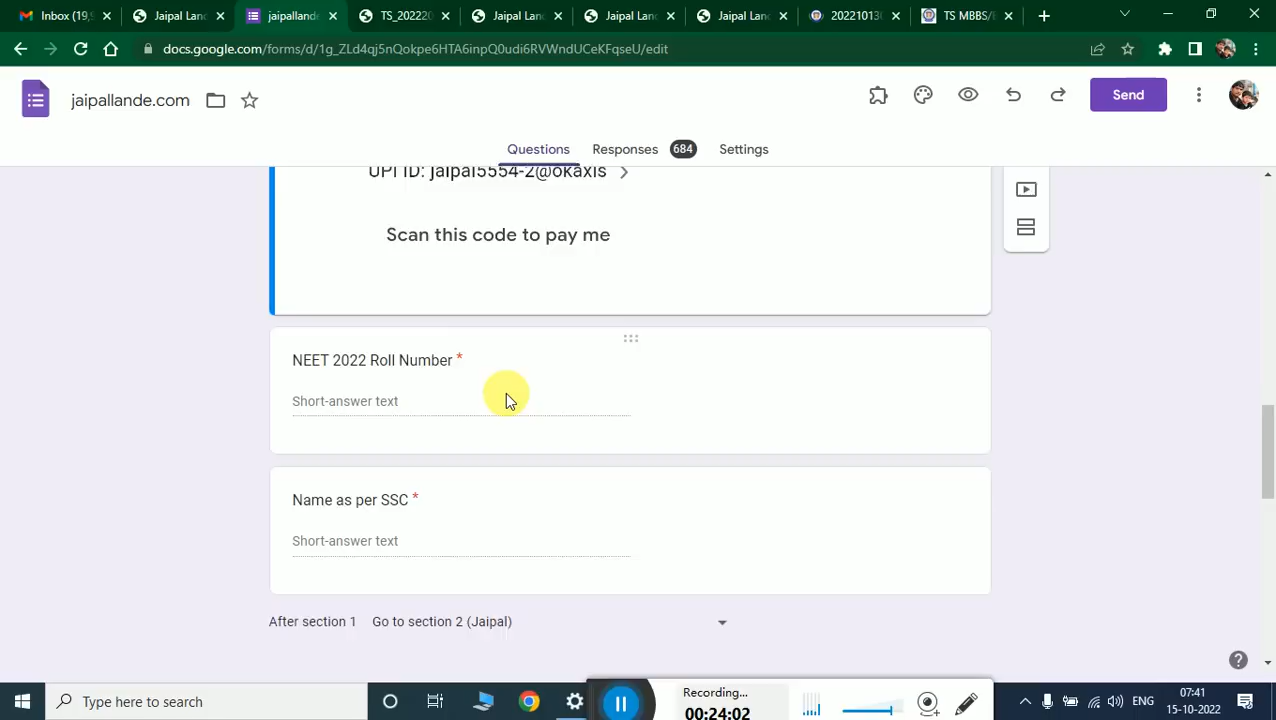 Inbox (19,9
Jaipal Land
jaipallande
TS_202220
Jaipal Lan
Jaipal Lan
Jaipal Lan
20221013
TS MBBS/
docs.google.com/forms/d/1g_ZLd4qj5nQokpe6HTA6inpQ0udi6RVWndUCeKFqseU/edit
jaipallande.com
Send
Questions
Responses 684
Settings
UPI ID: jaipal5554-2@okaxis
Scan this code to pay me
NEET 2022 Roll Number *
Short-answer text
Name as per SSC *
Short-answer text
After section 1 Go to section 2 (Jaipal)
Type here to search
Recording...
00:24:02
ENG
07:41
15-10-2022